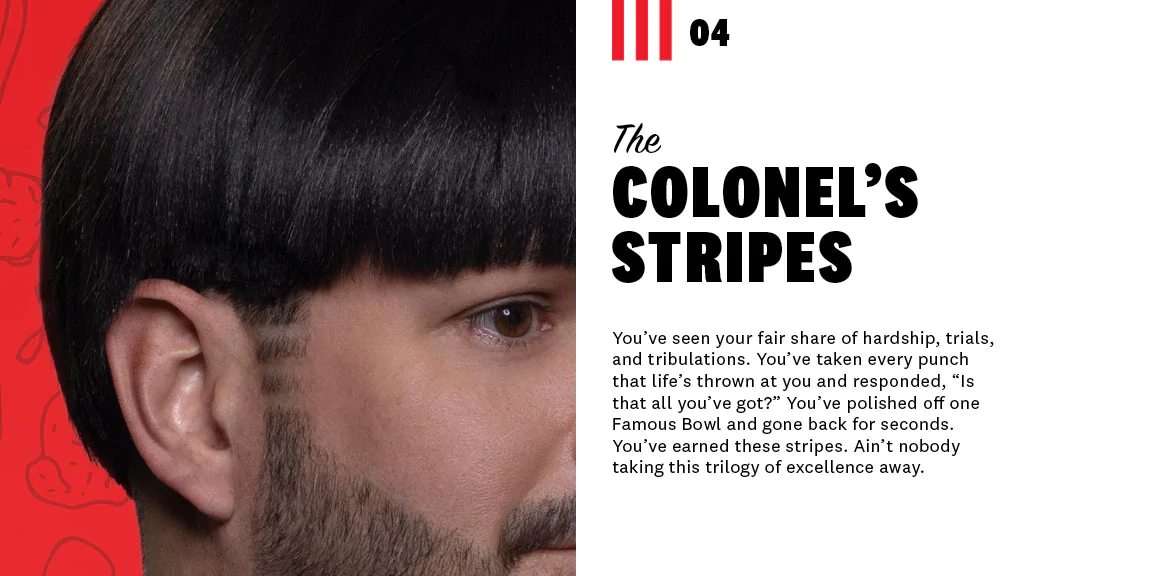 04
The
COLONEL’S
STRIPES
You’ve seen your fair share of hardship, trials,
and tribulations. You’ve taken every punch
that life’s thrown at you and responded, “Is
that all you’ve got?” You’ve polished off one
Famous Bowl and gone back for seconds.
You’ve earned these stripes. Ain’t nobody
taking this trilogy of excellence away.